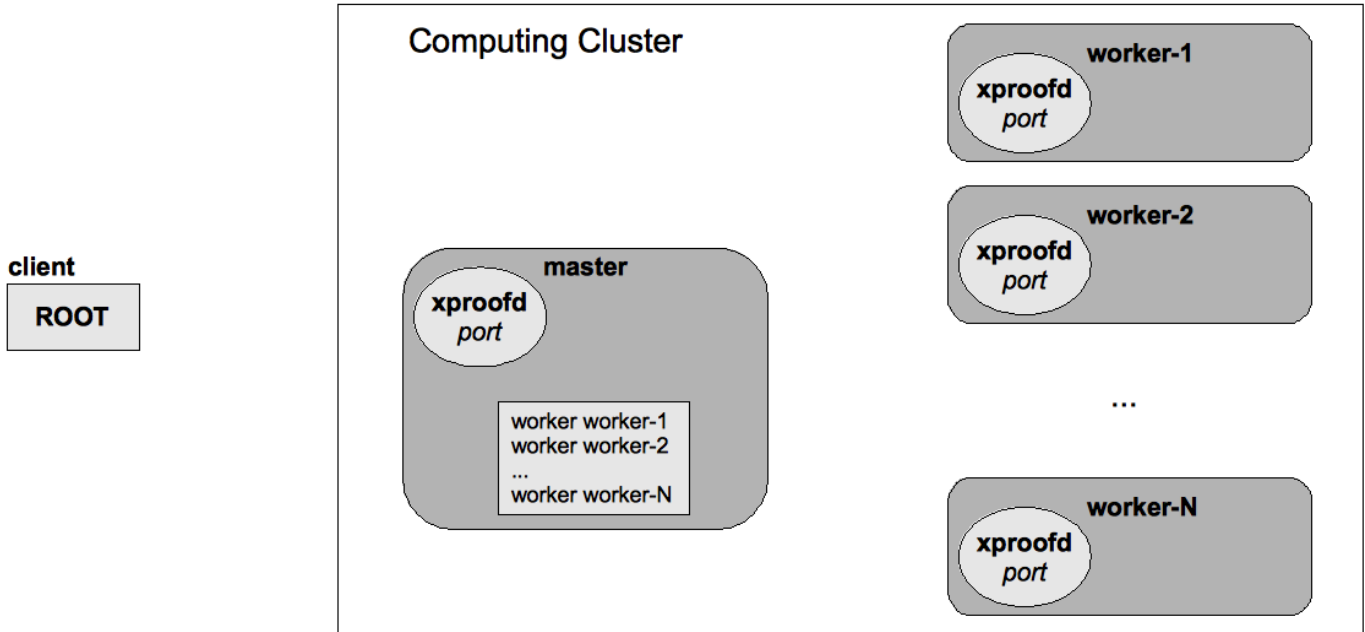 Computing Cluster
client
ROOT
master
xproofd
port
worker worker-1
worker worker-2
...
worker worker-N
worker-1
xproofd
port
worker-2
xproofd
port
...
worker-N
xproofd
port